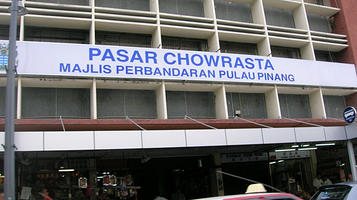 PASAR CHOWRASTA
MAJLIS PERBANDARAN PULAU PINANG